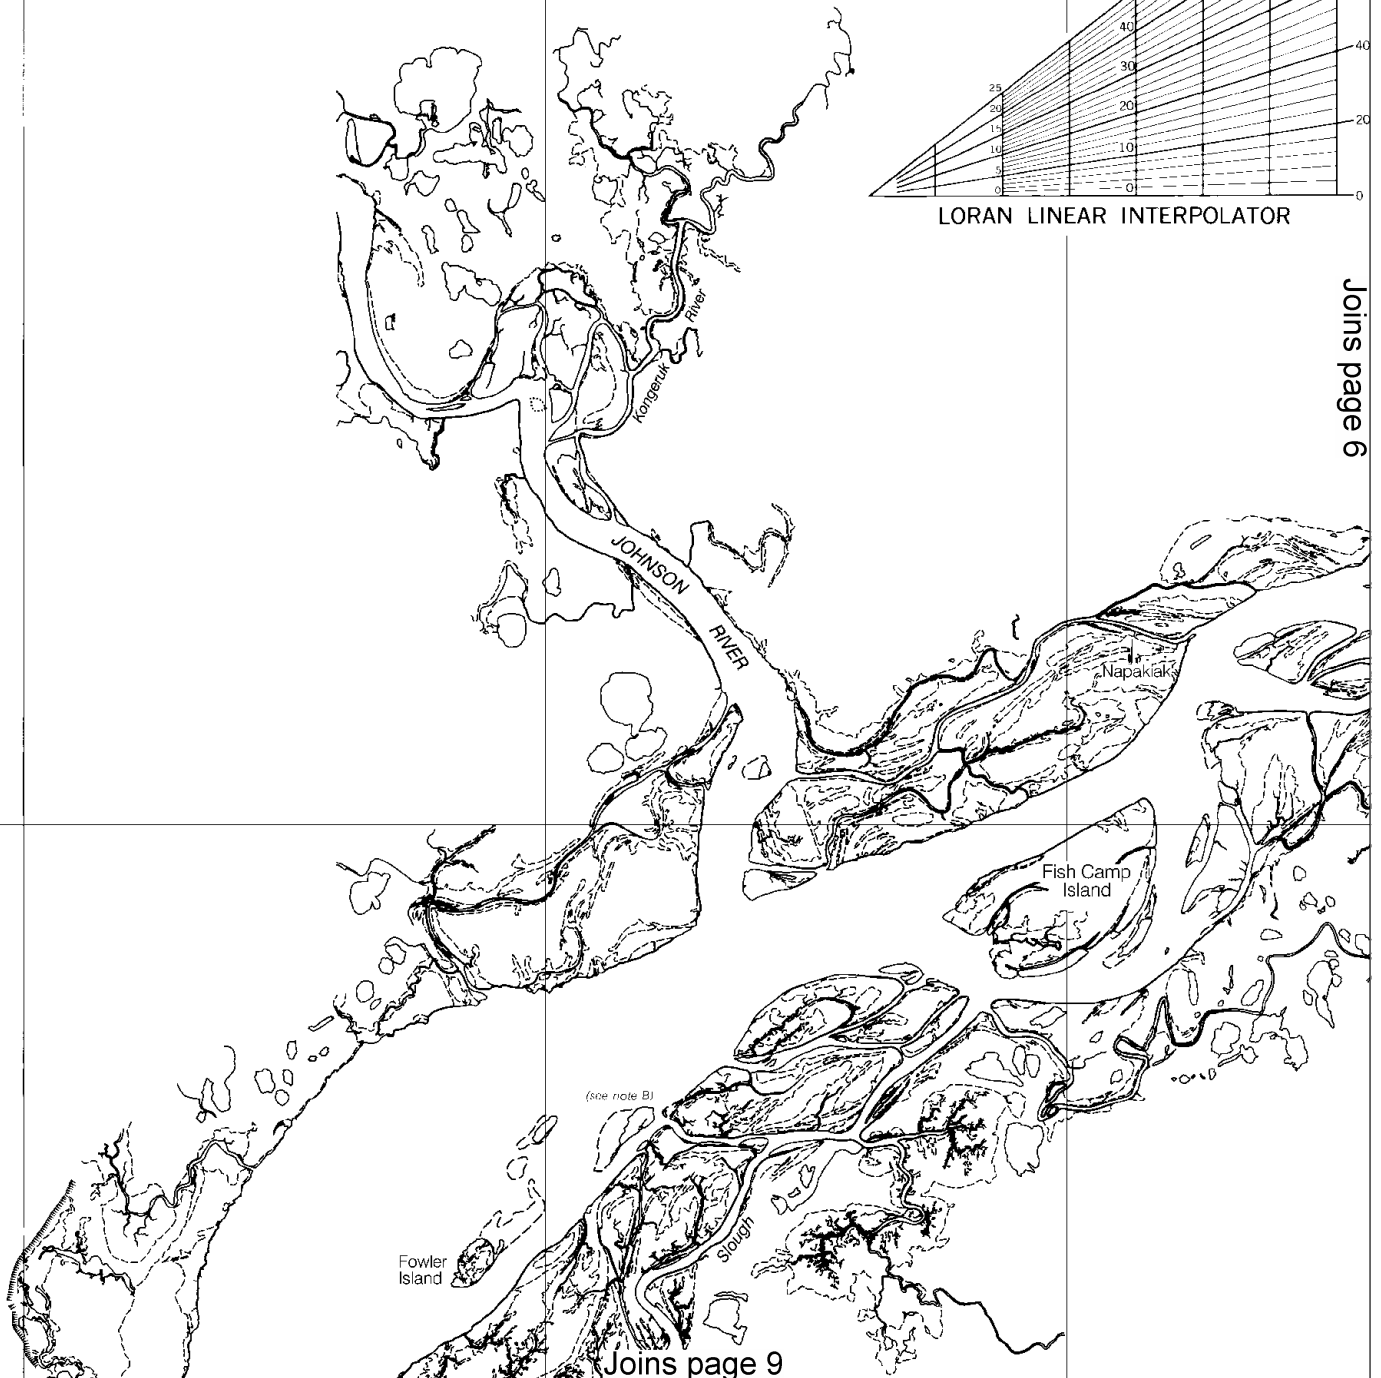 40
30
20
10
0
25
20
15
10
5
0
40
20
0
LORAN LINEAR INTERPOLATOR
Joins page 6
River
Kongeruk
JOHNSON
RIVER
Napakiak
Fish Camp
Island
(see note B)
Slough
Fowler
Island
Joins page 9